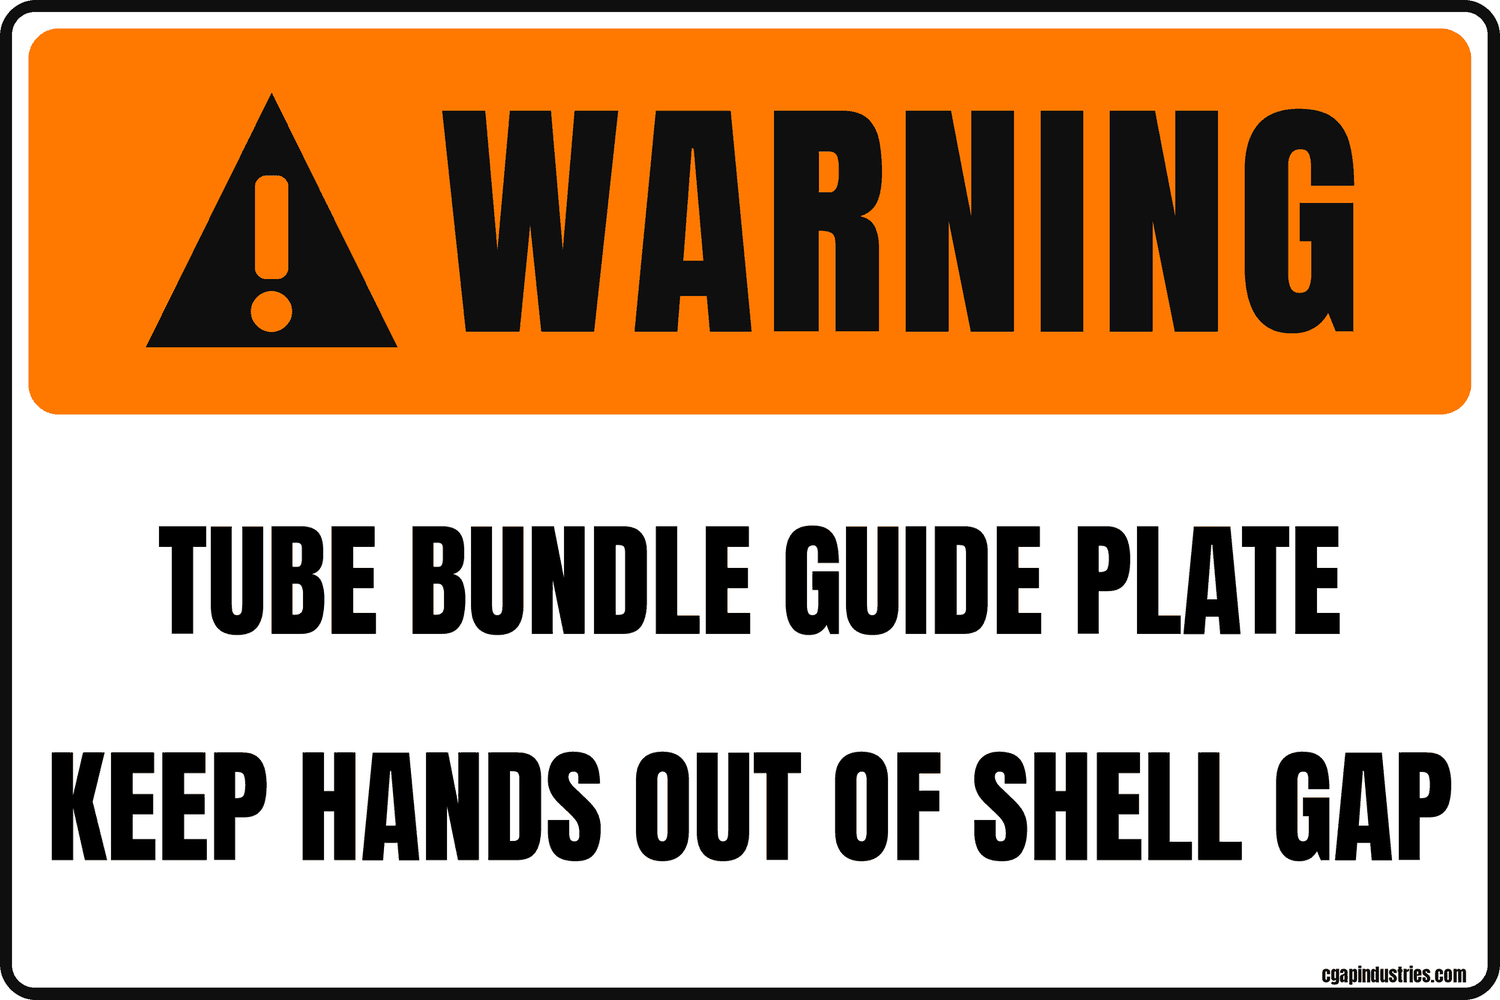 WARNING
TUBE BUNDLE GUIDE PLATE
KEEP HANDS OUT OF SHELL GAP
cgapindustries.com